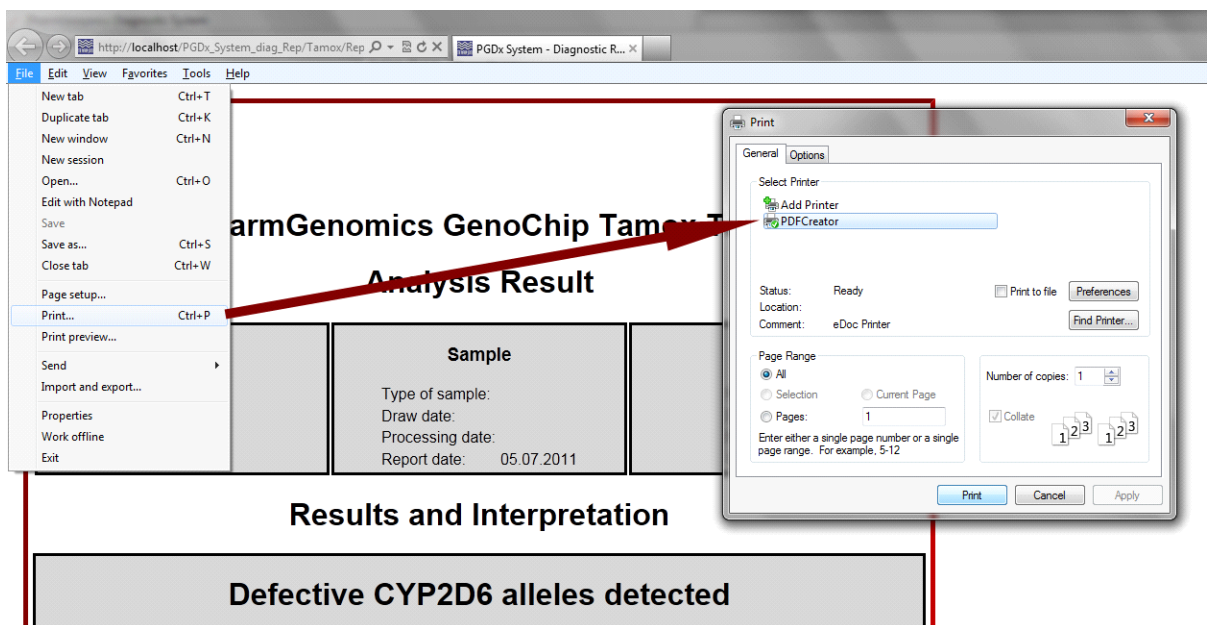 http://localhost/PGDx_System_diag_Rep/Tamox/Rep
PGDx System - Diagnostic R...
File Edit View Favorites Tools Help
New tab Ctrl+T
Duplicate tab Ctrl+K
New window Ctrl+N
New session
Open... Ctrl+O
Edit with Notepad
Save
Save as... Ctrl+S
Close tab Ctrl+W
Page setup...
Print... Ctrl+P
Print preview...
Send
Import and export...
Properties
Work offline
Exit
armGenomics GenoChip Tamox T
Analysis Result
Sample
Type of sample:
Draw date:
Processing date:
Report date: 05.07.2011
Results and Interpretation
Defective CYP2D6 alleles detected
Print
General Options
Select Printer
Add Printer
PDFCreator
Status: Ready
Print to file Preferences
Location:
Comment: eDoc Printer
Find Printer...
Page Range
All
Selection Current Page
Pages: 1
Enter either a single page number or a single
page range. For example, 5-12
Number of copies: 1
Collate
1 2 3 1 2 3
Print Cancel Apply